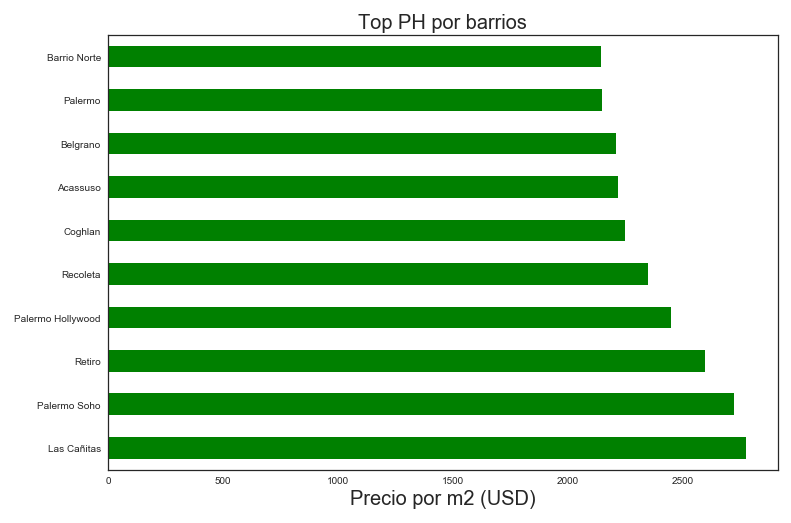 Top PH por barrios
Barrio Norte
Palermo
Belgrano
Acassuso
Coghlan
Recoleta
Palermo Hollywood
Retiro
Palermo Soho
Las Cañitas
0 500 1000 1500 2000 2500
Precio por m2 (USD)